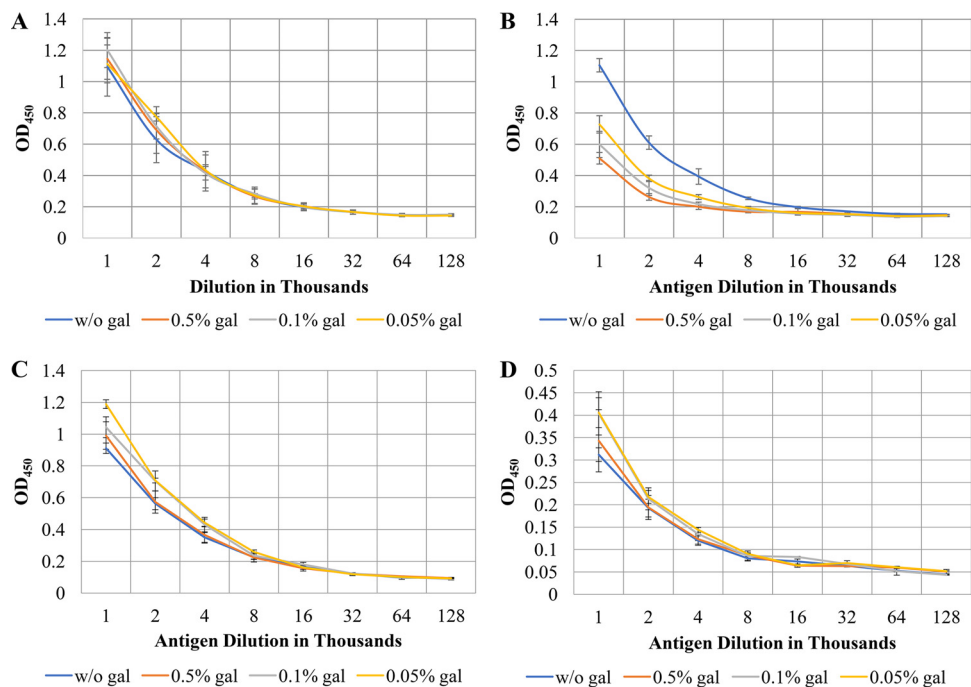 A
1.4
1.2
1
0.8
0.6
0.4
0.2
0
OD450
1 2 4 8 16 32 64 128
Dilution in Thousands
w/o gal 0.5% gal 0.1% gal 0.05% gal
B
1.4
1.2
1
0.8
0.6
0.4
0.2
0
OD450
1 2 4 8 16 32 64 128
Antigen Dilution in Thousands
w/o gal 0.5% gal 0.1% gal 0.05% gal
C
1.4
1.2
1
0.8
0.6
0.4
0.2
0
OD450
1 2 4 8 16 32 64 128
Antigen Dilution in Thousands
w/o gal 0.5% gal 0.1% gal 0.05% gal
D
0.5
0.45
0.4
0.35
0.3
0.25
0.2
0.15
0.1
0.05
0
OD450
1 2 4 8 16 32 64 128
Antigen Dilution in Thousands
w/o gal 0.5% gal 0.1% gal 0.05% gal